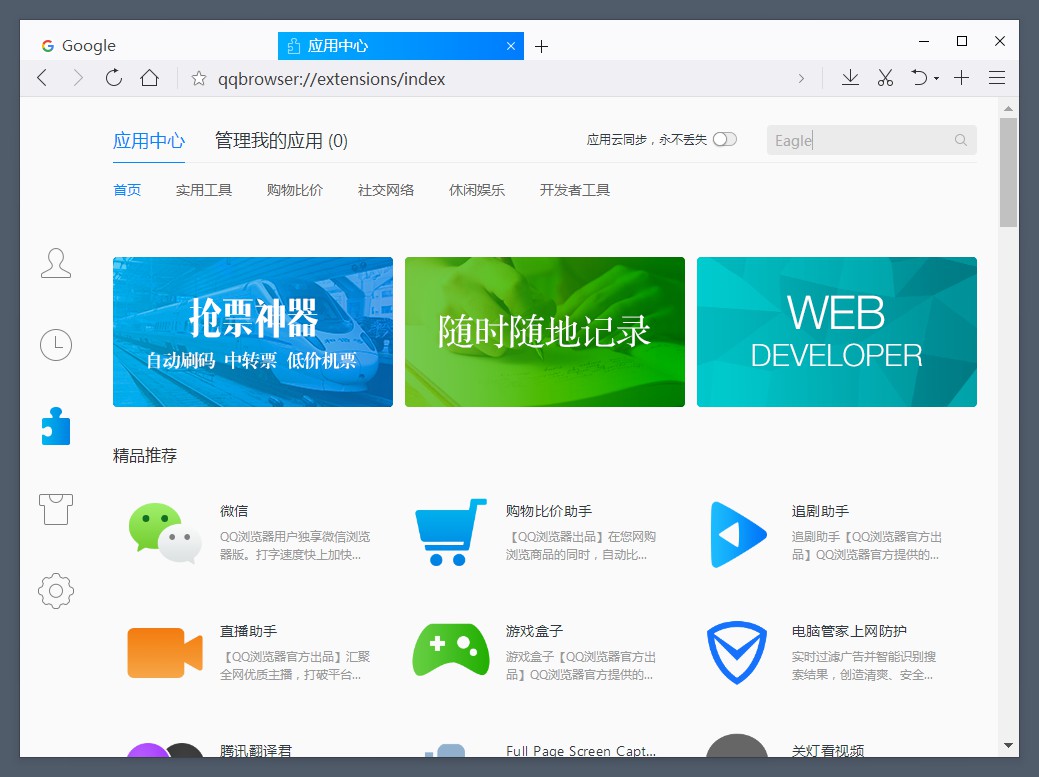 Google
应用中心
qqbrowser://extensions/index
应用中心 管理我的应用 (0) 应用云同步，永不丢失 Eagle
首页 实用工具 购物比价 社交网络 休闲娱乐 开发者工具
抢票神器
自动刷码 中转票 低价机票
随时随地记录
WEB
DEVELOPER
精品推荐
微信
QQ浏览器用户独享微信浏览
器版。打字速度快上加快...
购物比价助手
【QQ浏览器出品】在您网购
浏览商品的同时，自动比...
追剧助手
追剧助手【QQ浏览器官方出
品】QQ浏览器官方提供的...
直播助手
【QQ浏览器官方出品】汇聚
全网优质主播，打破平台...
游戏盒子
游戏盒子【QQ浏览器官方出
品】QQ浏览器官方提供的...
电脑管家上网防护
实时过滤广告并智能识别搜
索结果，创造清爽、安全...
腾讯翻译君
Full Page Screen Capt...
关灯看视频